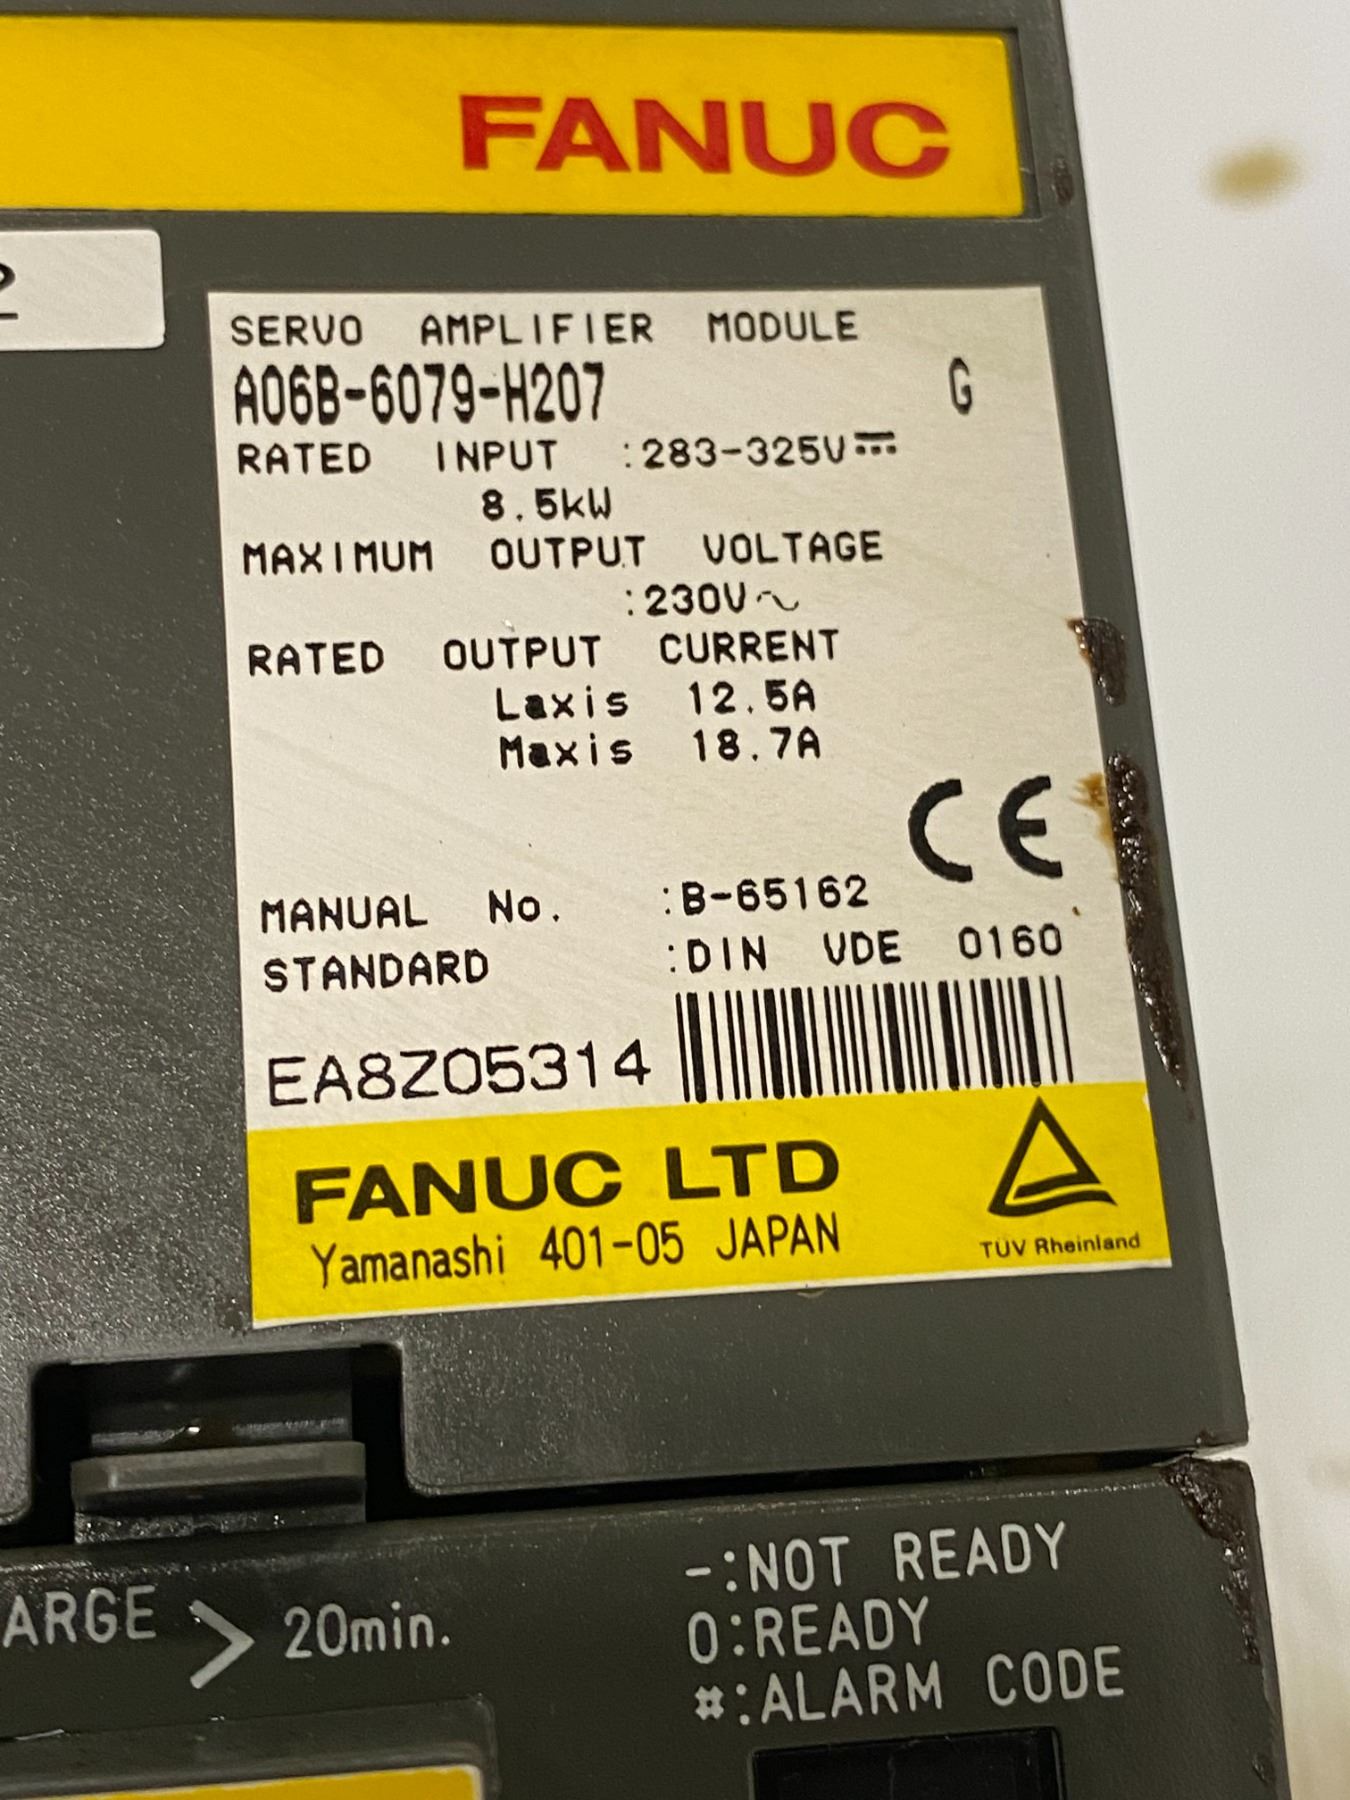 FANUC
SERVO AMPLIFIER MODULE
A06B-6079-H207 G
RATED INPUT :283-325V⎓
8.5kW
MAXIMUM OUTPUT VOLTAGE
:230V~
RATED OUTPUT CURRENT
Laxis 12.5A
Maxis 18.7A
CE
MANUAL No. :B-65162
STANDARD :DIN VDE 0160
EA8Z05314
FANUC LTD
Yamanashi 401-05 JAPAN
TÜV Rheinland
-:NOT READY
ARGE > 20min.
0:READY
#:ALARM CODE